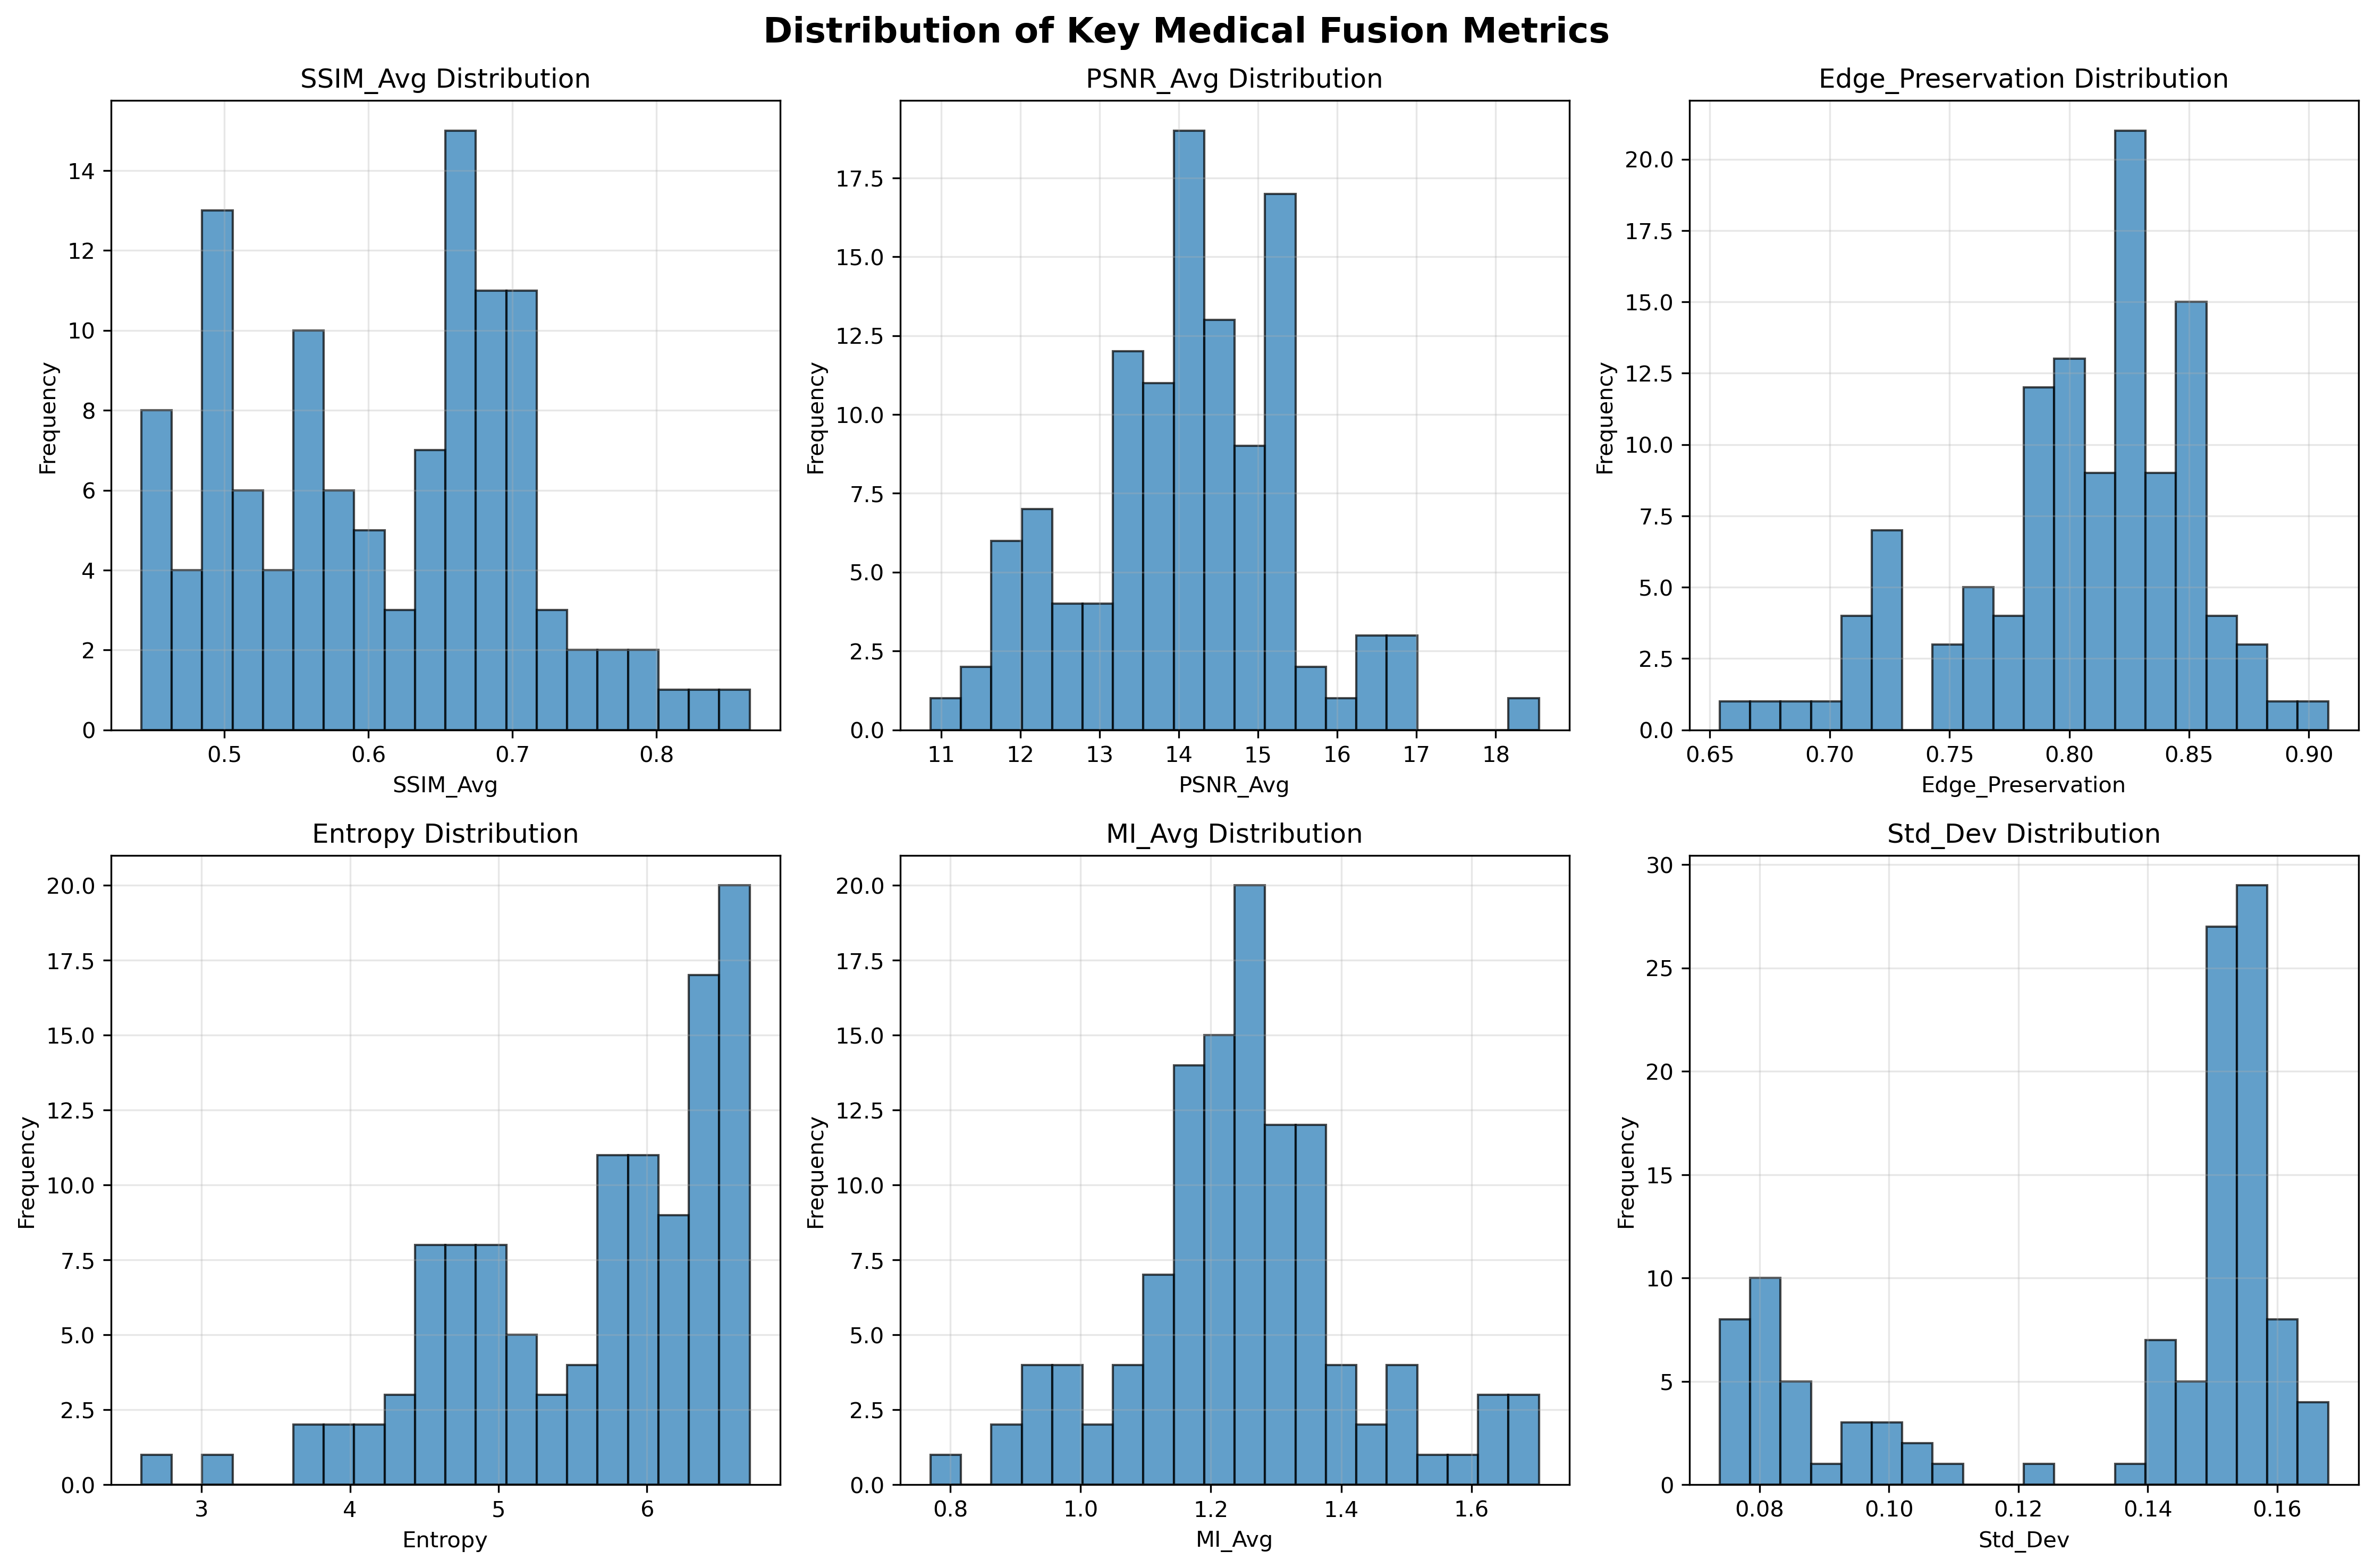 Distribution of Key Medical Fusion Metrics
SSIM_Avg Distribution
Frequency
14
12
10
8
6
4
2
0
0.5 0.6 0.7 0.8
SSIM_Avg
PSNR_Avg Distribution
Frequency
17.5
15.0
12.5
10.0
7.5
5.0
2.5
0.0
11 12 13 14 15 16 17 18
PSNR_Avg
Edge_Preservation Distribution
Frequency
20.0
17.5
15.0
12.5
10.0
7.5
5.0
2.5
0.0
0.65 0.70 0.75 0.80 0.85 0.90
Edge_Preservation
Entropy Distribution
Frequency
20.0
17.5
15.0
12.5
10.0
7.5
5.0
2.5
0.0
3 4 5 6
Entropy
MI_Avg Distribution
Frequency
20.0
17.5
15.0
12.5
10.0
7.5
5.0
2.5
0.0
0.8 1.0 1.2 1.4 1.6
MI_Avg
Std_Dev Distribution
Frequency
30
25
20
15
10
5
0
0.08 0.10 0.12 0.14 0.16
Std_Dev